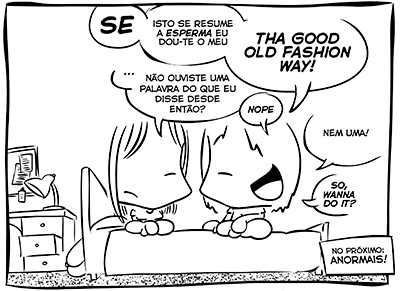 SE
ISTO SE RESUME
A ESPERMA EU
DOU-TE O MEU
THA GOOD
OLD FASHION
WAY!
...
NÃO OUVISTE UMA
PALAVRA DO QUE EU
DISSE DESDE
ENTÃO?
NOPE
NEM UMA!
SO,
WANNA
DO IT?
NO PRÓXIMO:
ANORMAIS!